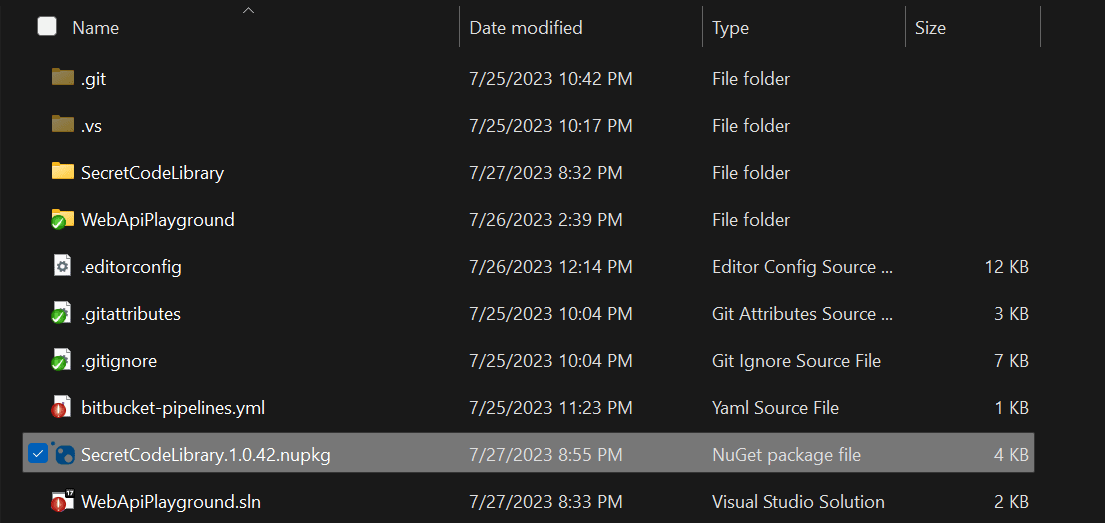 Name Date modified Type Size
.git 7/25/2023 10:42 PM File folder
.vs 7/25/2023 10:17 PM File folder
SecretCodeLibrary 7/27/2023 8:32 PM File folder
WebApiPlayground 7/26/2023 2:39 PM File folder
.editorconfig 7/26/2023 12:14 PM Editor Config Source ... 12 KB
.gitattributes 7/25/2023 10:04 PM Git Attributes Source ... 3 KB
.gitignore 7/25/2023 10:04 PM Git Ignore Source File 7 KB
bitbucket-pipelines.yml 7/25/2023 11:23 PM Yaml Source File 1 KB
SecretCodeLibrary.1.0.42.nupkg 7/27/2023 8:55 PM NuGet package file 4 KB
17
WebApiPlayground.sln 7/27/2023 8:33 PM Visual Studio Solution 2 KB